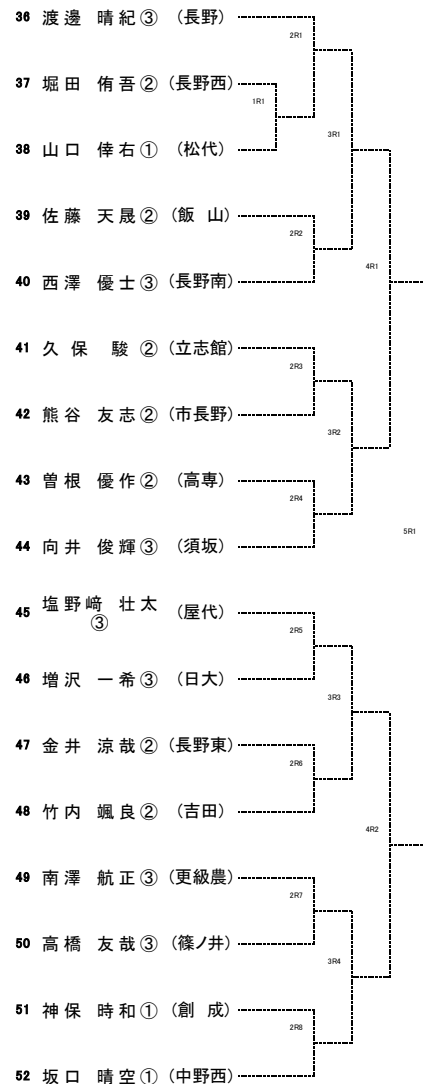 36 渡邊 晴紀③ (長野)
2R1
37 堀田 侑吾② (長野西)
1R1
38 山口 倖右① (松代)
3R1
39 佐藤 天晟② (飯 山)
2R2
4R1
40 西澤 優士③ (長野南)
41 久保 駿② (立志館)
2R3
42 熊谷 友志② (市長野)
3R2
43 曽根 優作② (高専)
2R4
5R1
44 向井 俊輝③ (須坂)
45 塩野﨑 壮太
③ (屋代)
2R5
46 増沢 一希③ (日大)
3R3
47 金井 涼哉② (長野東)
2R6
48 竹内 颯良② (吉田)
4R2
49 南澤 航正③ (更級農)
2R7
50 高橋 友哉③ (篠ノ井)
3R4
51 神保 時和① (創 成)
2R8
52 坂口 晴空① (中野西)